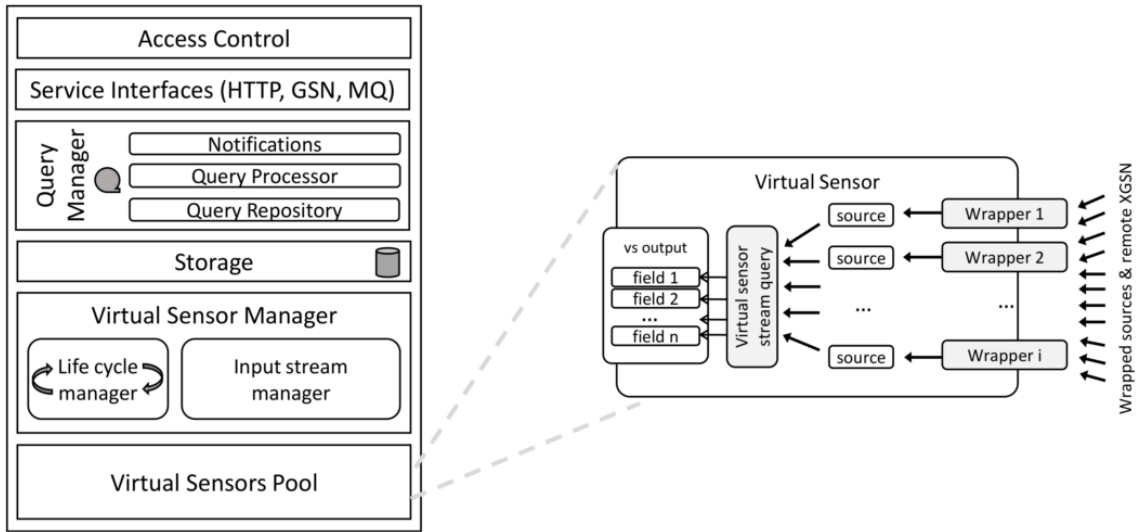 Access Control
Service Interfaces (HTTP, GSN, MQ)
Query
Manager
Notifications
Query Processor
Query Repository
Storage
Virtual Sensor Manager
Life cycle
manager
Input stream
manager
Virtual Sensors Pool
Virtual Sensor
vs output
field 1
field 2
...
field n
Virtual sensor
stream query
source
source
...
source
Wrapper 1
Wrapper 2
...
Wrapper i
Wrapped sources & remote XGSN